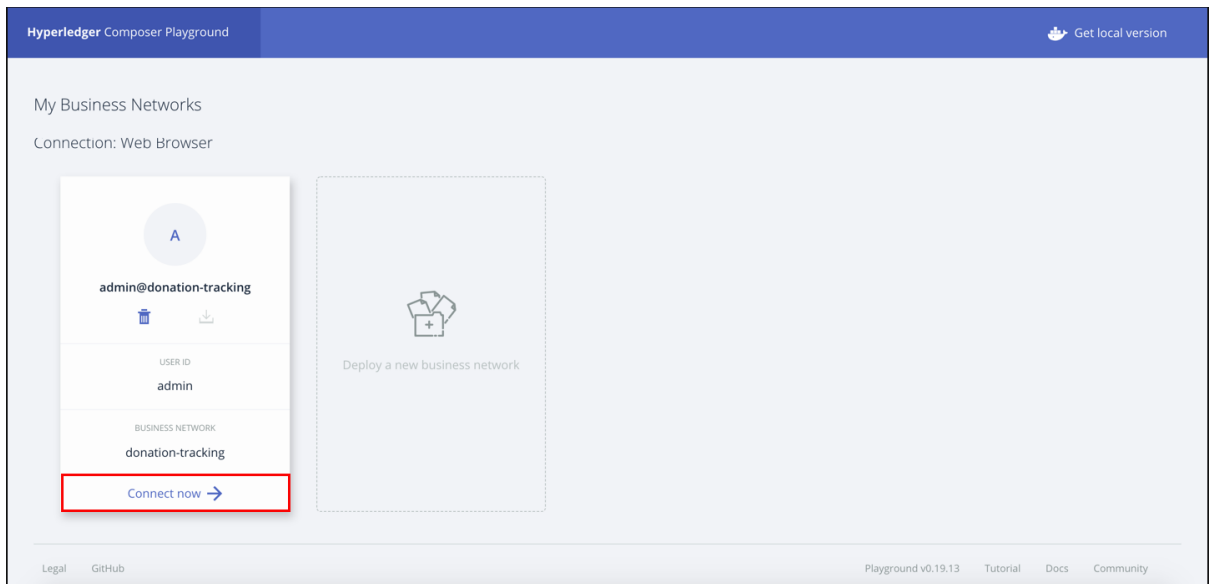 Hyperledger Composer Playground
Get local version
My Business Networks
Connection: Web Browser
A
admin@donation-tracking
USER ID
admin
BUSINESS NETWORK
donation-tracking
Connect now
Deploy a new business network
Legal GitHub
Playground v0.19.13 Tutorial Docs Community